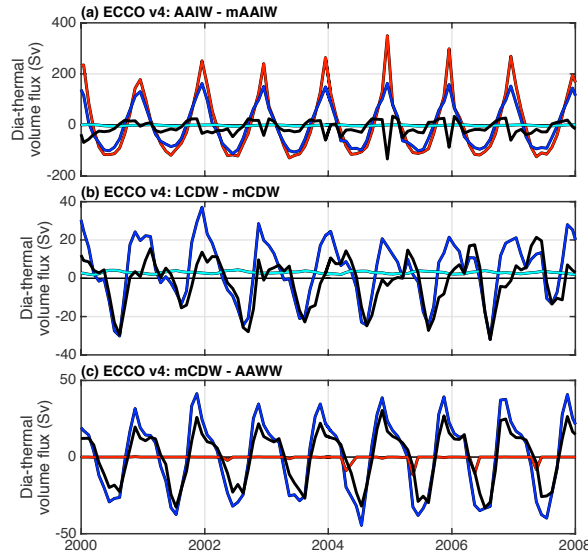 (a) ECCO v4: AAIW - mAAIW
Dia-thermal
volume flux (Sv)
400
200
0
-200
(b) ECCO v4: LCDW - mCDW
Dia-thermal
volume flux (Sv)
40
20
0
-20
-40
(c) ECCO v4: mCDW - AAWW
Dia-thermal
volume flux (Sv)
50
0
-50
2000
2002
2004
2006
2008